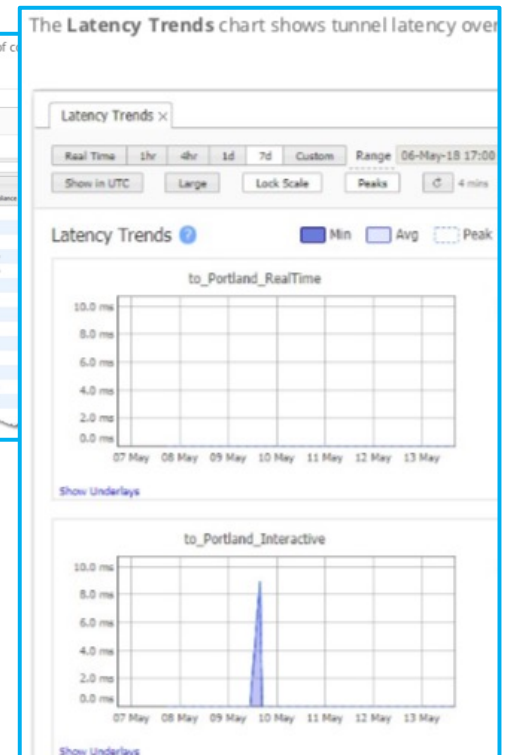 The Latency Trends chart shows tunnel latency over
of c
Latency Trends ×
Real Time 1hr 4hr 1d 7d Custom Range 06-May-18 17:00
Show in UTC Large Lock Scale Peaks 4 mins
Latency Trends ? Min Avg Peak
to_Portland_RealTime
10.0 ms
8.0 ms
6.0 ms
4.0 ms
2.0 ms
0.0 ms
07 May 08 May 09 May 10 May 11 May 12 May 13 May
Show Underlays
to_Portland_Interactive
10.0 ms
8.0 ms
6.0 ms
4.0 ms
2.0 ms
0.0 ms
07 May 08 May 09 May 10 May 11 May 12 May 13 May
Show Underlays